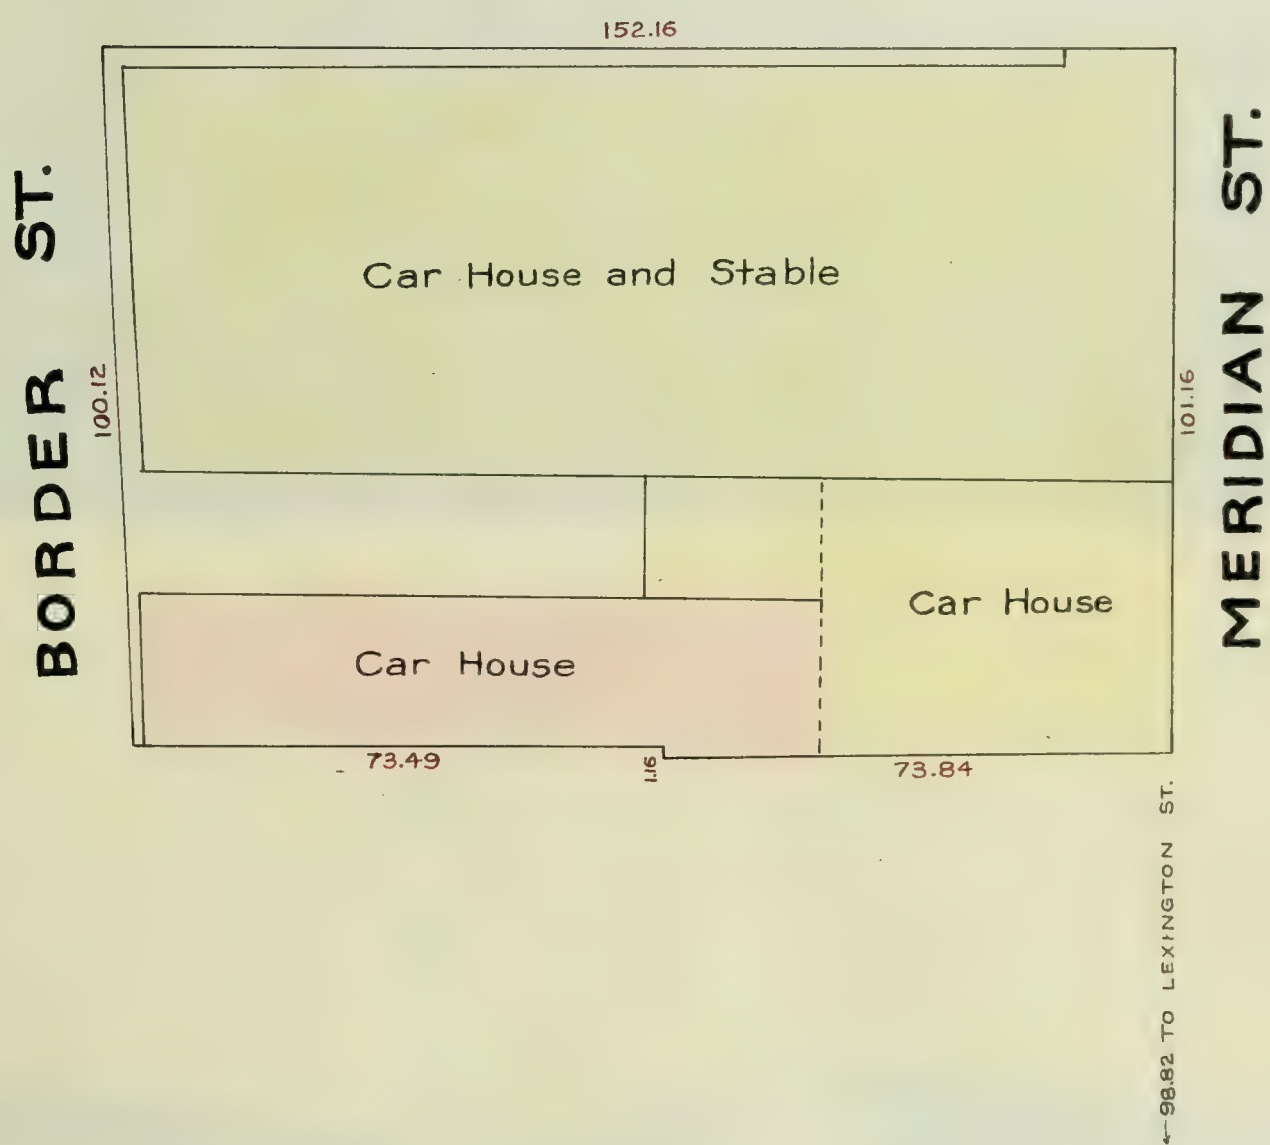 152.16
BORDER ST.
100.12
Car House and Stable
101.16
MERIDIAN ST.
Car House
Car House
73.49
1.16
73.84
←98.82 TO LEXINGTON ST.